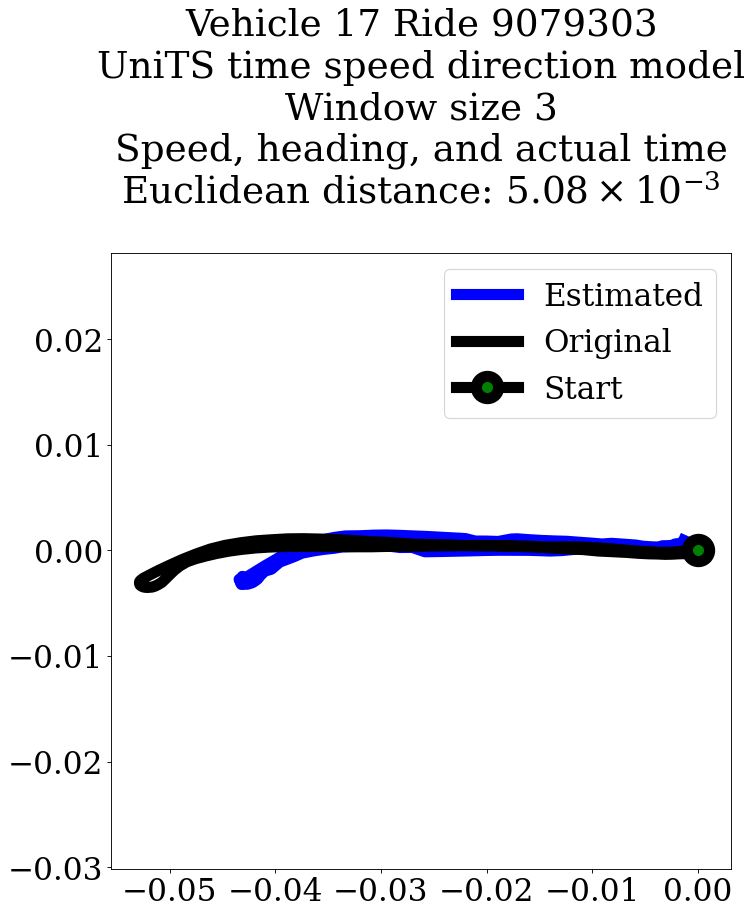 Vehicle 17 Ride 9079303
UniTS time speed direction model
Window size 3
Speed, heading, and actual time
Euclidean distance: 5.08 × 10⁻³
Estimated
Original
Start
0.02
0.01
0.00
−0.01
−0.02
−0.03
−0.05 −0.04 −0.03 −0.02 −0.01 0.00